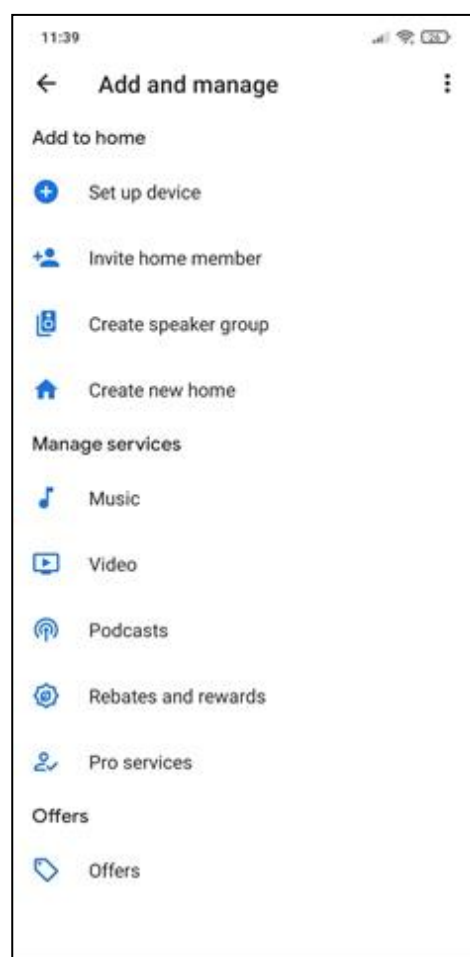 11:39
26
Add and manage
Add to home
Set up device
Invite home member
Create speaker group
Create new home
Manage services
Music
Video
Podcasts
Rebates and rewards
Pro services
Offers
Offers